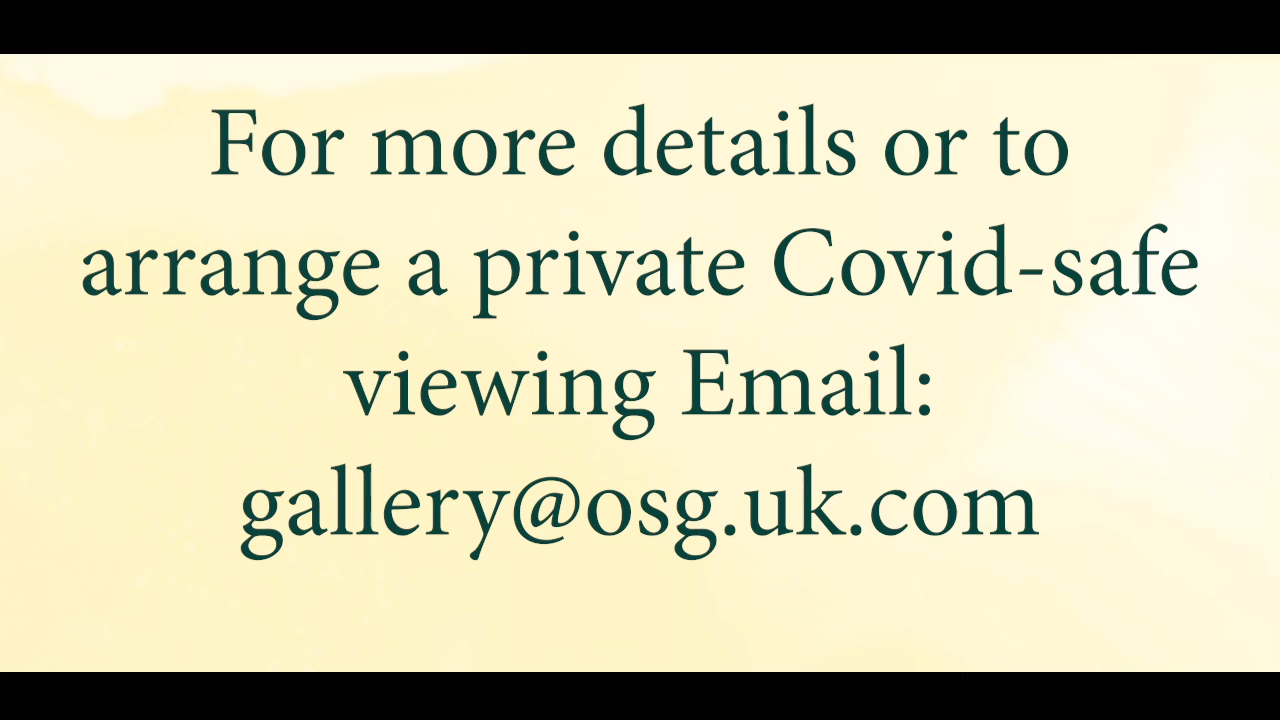 For more details or to
arrange a private Covid-safe
viewing Email:
gallery@osg.uk.com